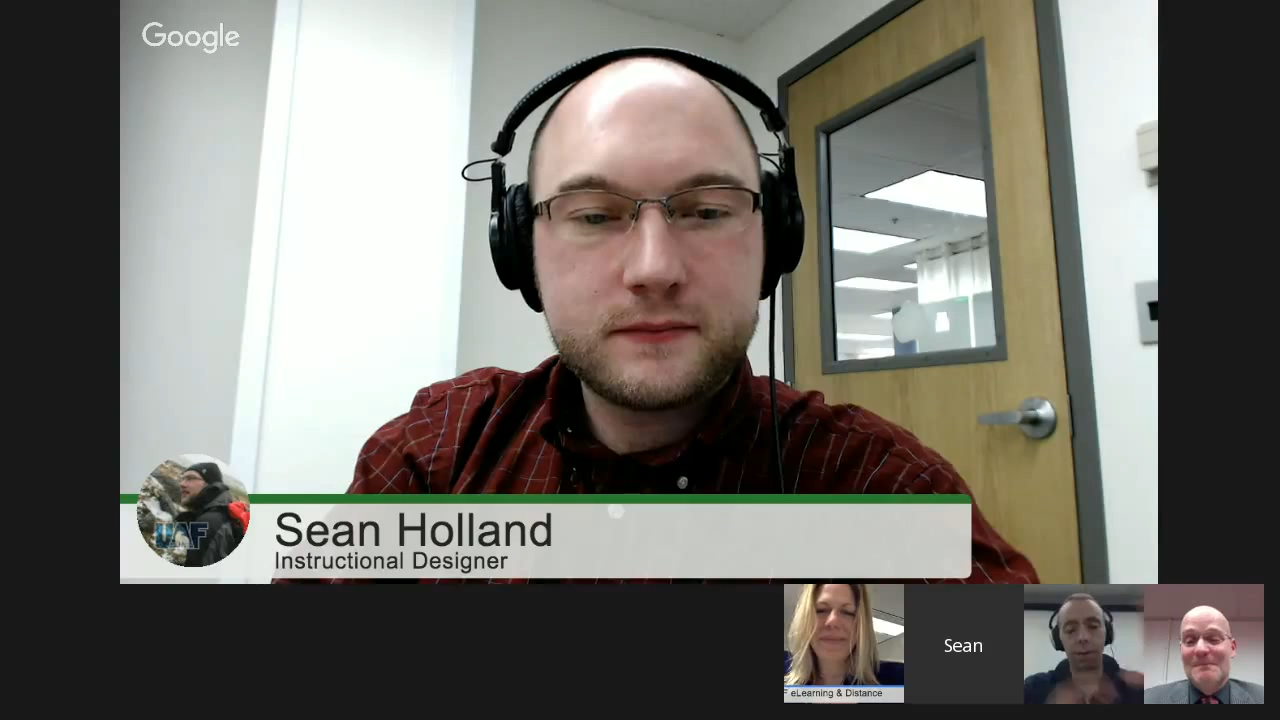 Google
UAF
Sean Holland
Instructional Designer
Sean
F eLearning & Distance